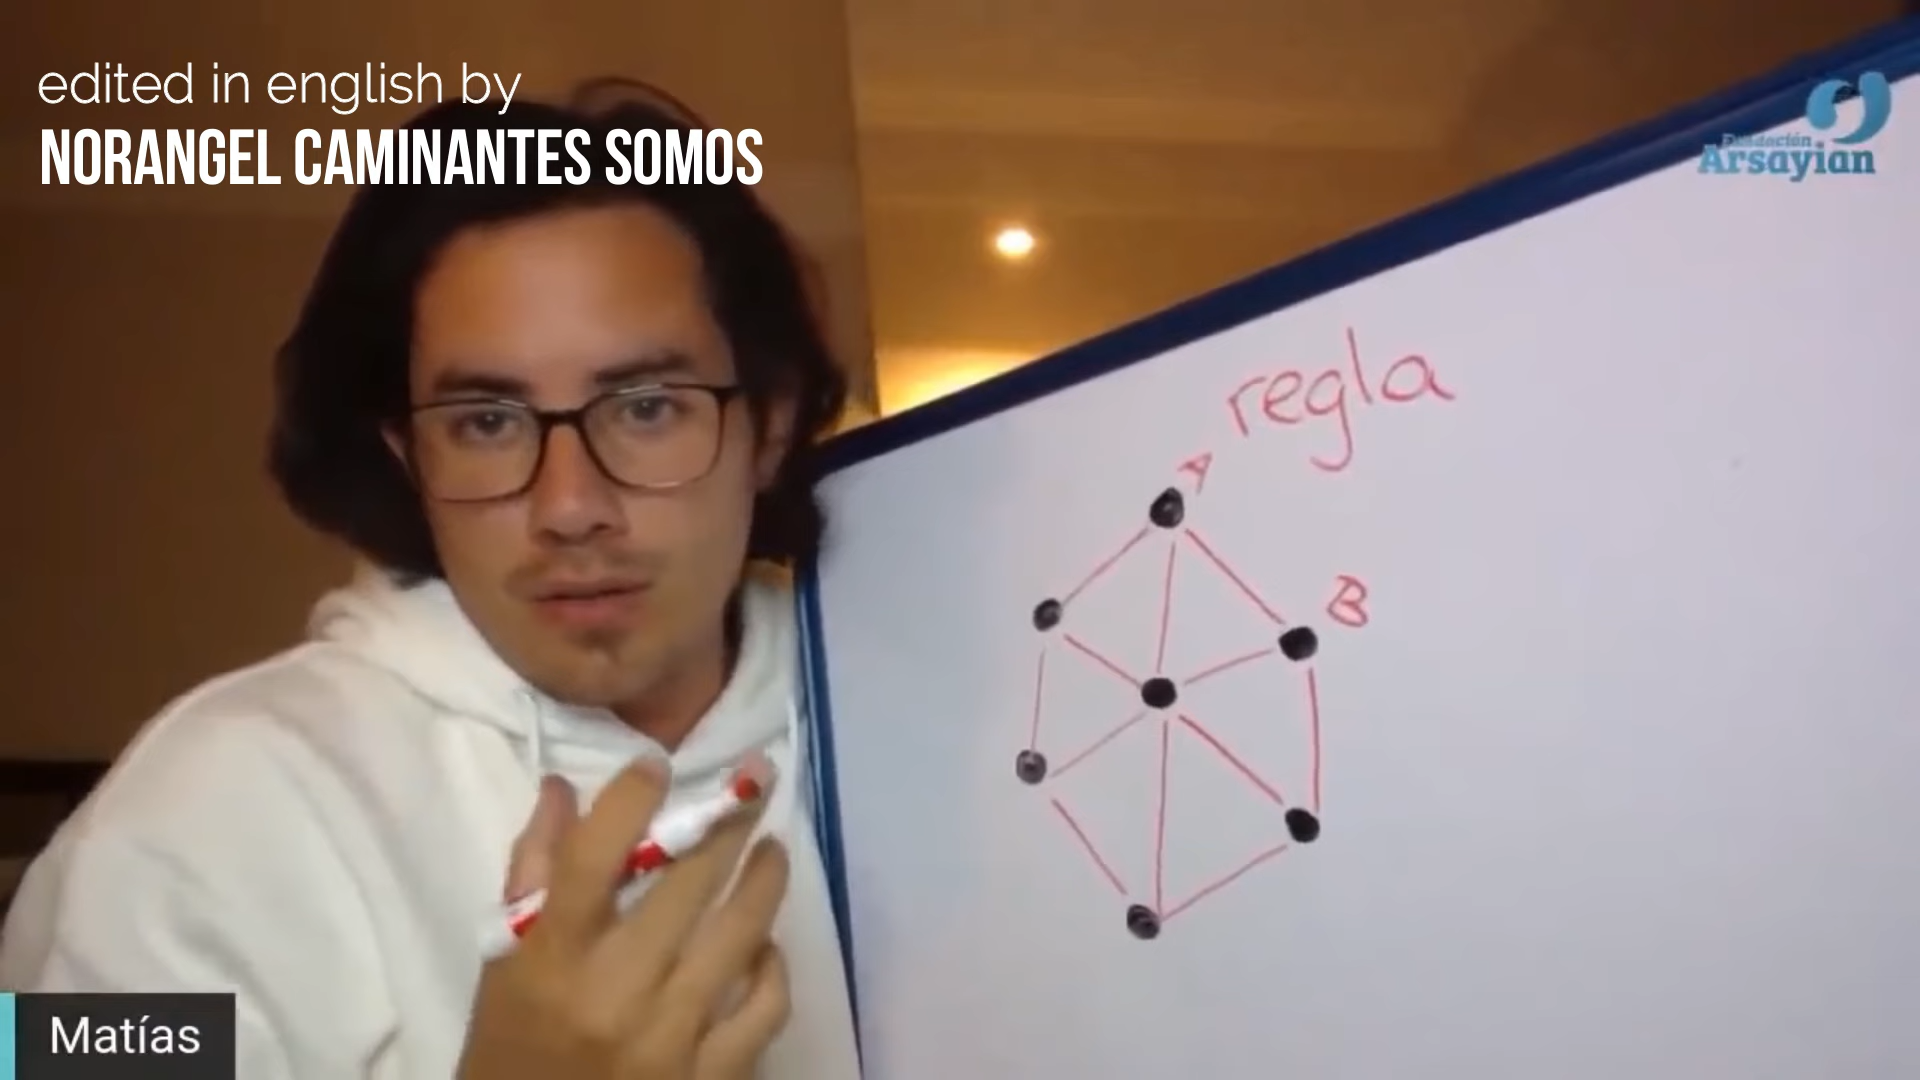 edited in english by
NORANGEL CAMINANTES SOMOS
Fundación
Arsayian
regla
A
B
Matías